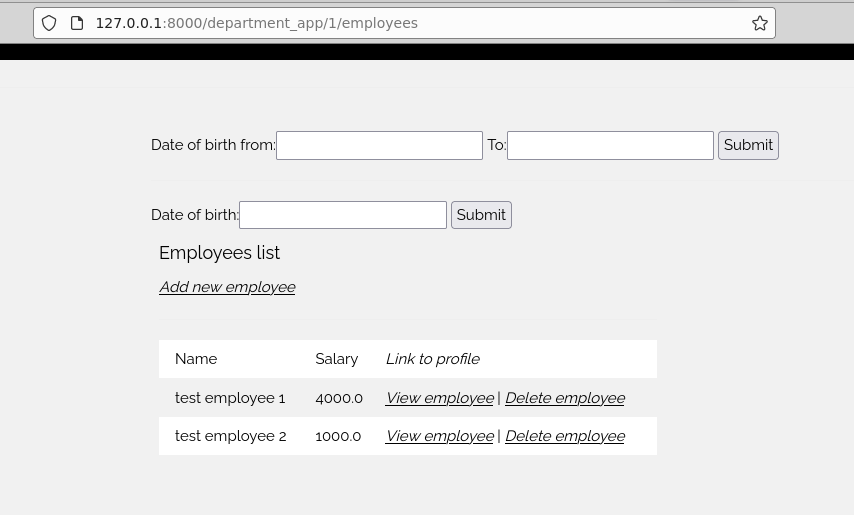 127.0.0.1:8000/department_app/1/employees
Date of birth from: To: Submit
Date of birth: Submit
Employees list
Add new employee
Name Salary Link to profile
test employee 1 4000.0 View employee | Delete employee
test employee 2 1000.0 View employee | Delete employee